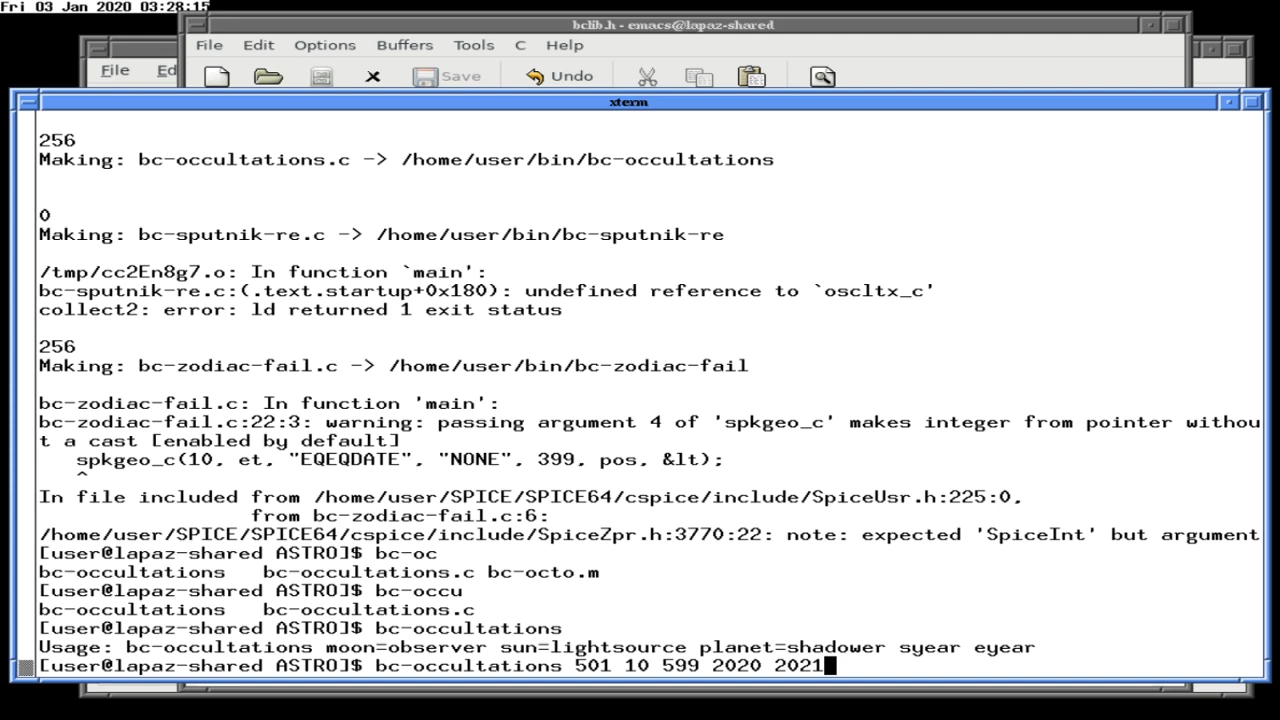 Fri 03 Jan 2020 03:28:15
bclib.h - emacs@lapaz-shared
File Edit Options Buffers Tools C Help
File Ed
Save Undo
xterm
256
Making: bc-occultations.c -> /home/user/bin/bc-occultations
0
Making: bc-sputnik-re.c -> /home/user/bin/bc-sputnik-re
/tmp/cc2En8g7.o: In function `main':
bc-sputnik-re.c:(.text.startup+0x180): undefined reference to `oscltx_c'
collect2: error: ld returned 1 exit status
256
Making: bc-zodiac-fail.c -> /home/user/bin/bc-zodiac-fail
bc-zodiac-fail.c: In function 'main':
bc-zodiac-fail.c:22:3: warning: passing argument 4 of 'spkgeo_c' makes integer from pointer withou
t a cast [enabled by default]
spkgeo_c(10, et, "EQEQDATE", "NONE", 399, pos, &lt);
^
In file included from /home/user/SPICE/SPICE64/cspice/include/SpiceUsr.h:225:0,
from bc-zodiac-fail.c:6:
/home/user/SPICE/SPICE64/cspice/include/SpiceZpr.h:3770:22: note: expected 'SpiceInt' but argument
[user@lapaz-shared ASTRO]$ bc-oc
bc-occultations bc-occultations.c bc-octo.m
[user@lapaz-shared ASTRO]$ bc-occu
bc-occultations bc-occultations.c
[user@lapaz-shared ASTRO]$ bc-occultations
Usage: bc-occultations moon=observer sun=lightsource planet=shadower syear eyear
[user@lapaz-shared ASTRO]$ bc-occultations 501 10 599 2020 2021